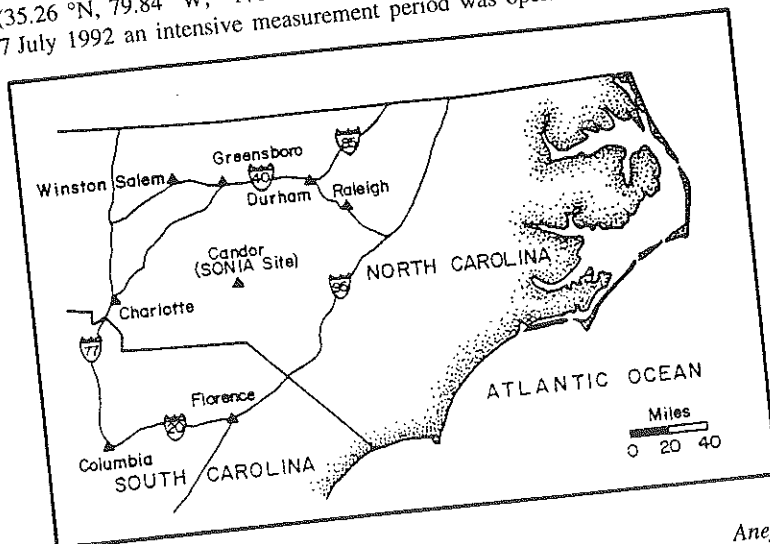 (35.26 °N, 79.84 °W,
7 July 1992 an intensive measurement period was
85
Greensboro
Winston Salem
40
Durham
Raleigh
Candor
(SONIA Site)
NORTH CAROLINA
95
Charlotte
77
ATLANTIC OCEAN
Florence
Miles
20
0 20 40
Columbia
SOUTH CAROLINA